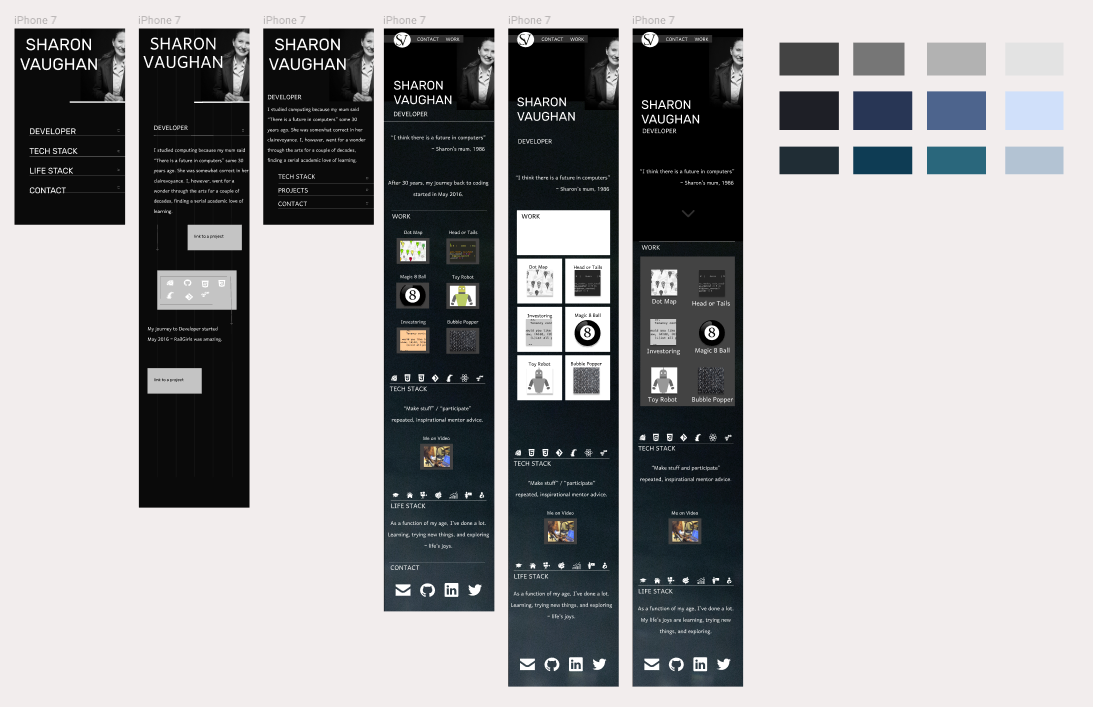 iPhone 7
SHARON
VAUGHAN
DEVELOPER
TECH STACK
LIFE STACK
CONTACT
iPhone 7
SHARON
VAUGHAN
DEVELOPER
I studied computing because my mum said
"There is a future in computers" some 30
years ago. She was somewhat correct in her
clairevoyance. I, however, went for a
wonder through the arts for a couple of
decades, finding a serial academic love of
learning.
link to a project
My journey to Developer started
May 2016 ~ RailGirls was amazing.
link to a project
iPhone 7
SHARON
VAUGHAN
DEVELOPER
I studied computing because my mum said
"There is a future in computers" some 30
years ago. She was somewhat correct in her
claireivoyance. I, however, went for a wonder
through the arts for a couple of decades,
finding a serial academic love of learning.
TECH STACK
PROJECTS
CONTACT
iPhone 7
SV
CONTACT WORK
SHARON
VAUGHAN
DEVELOPER
"I think there is a future in computers"
~ Sharon's mum, 1986
After 30 years, my journey back to coding
started in May 2016.
WORK
Dot Map
Head or Tails
Magic 8 Ball
Toy Robot
8
Investoring
Bubble Popper
TECH STACK
"Make stuff" / "participate"
repeated, inspirational mentor advice.
Me on Video
LIFE STACK
As a function of my age, I've done a lot.
Learning, trying new things, and exploring
~ life's joys.
CONTACT
iPhone 7
SV
CONTACT WORK
SHARON
VAUGHAN
DEVELOPER
"I think there is a future in computers"
~ Sharon's mum, 1986
WORK
Dot Map
Head or Tails
Investoring
Magic 8 Ball
8
Toy Robot
Bubble Popper
TECH STACK
"Make stuff" / "participate"
repeated, inspirational mentor advice.
Me on Video
LIFE STACK
As a function of my age, I've done a lot.
Learning, trying new things, and exploring
~ life's joys.
iPhone 7
SV
CONTACT WORK
SHARON
VAUGHAN
DEVELOPER
"I think there is a future in computers"
~ Sharon's mum, 1986
WORK
Dot Map
Head or Tails
8
Investoring
Magic 8 Ball
Toy Robot
Bubble Popper
TECH STACK
"Make stuff and participate"
repeated, inspirational mentor advice.
Me on Video
LIFE STACK
As a function of my age, I've done a lot.
My life's joys are learning, trying new
things, and exploring.